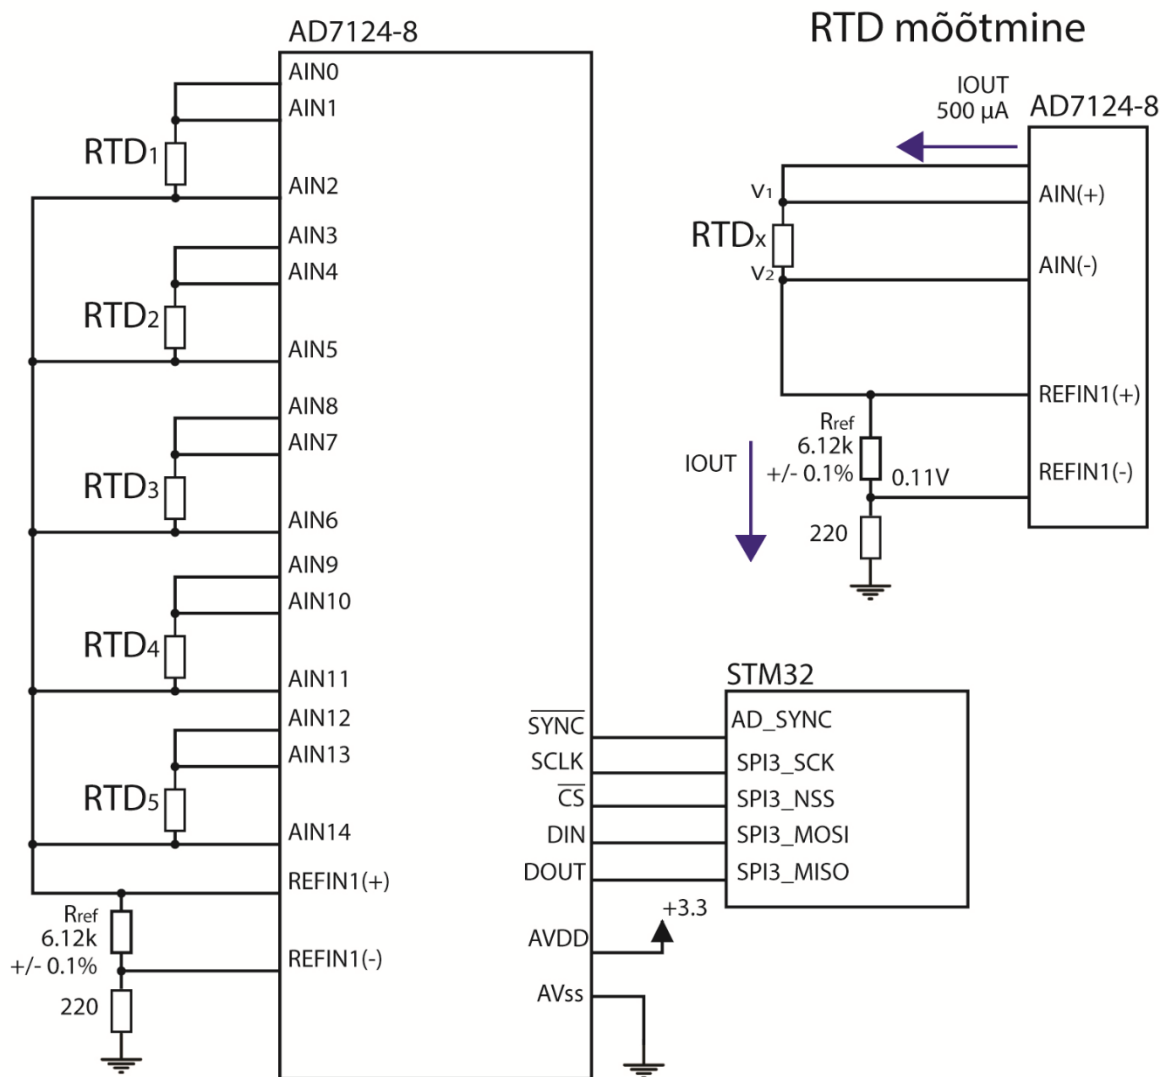 AD7124-8
AIN0
AIN1
RTD1
AIN2
AIN3
AIN4
RTD2
AIN5
AIN8
AIN7
RTD3
AIN6
AIN9
AIN10
RTD4
AIN11
AIN12
AIN13
RTD5
AIN14
REFIN1(+)
Rref
6.12k
+/- 0.1%
REFIN1(-)
220
SYNC
SCLK
CS
DIN
DOUT
AVDD
AVss
+3.3
STM32
AD_SYNC
SPI3_SCK
SPI3_NSS
SPI3_MOSI
SPI3_MISO
RTD mõõtmine
IOUT
500 µA
AD7124-8
V1
AIN(+)
RTDx
V2
AIN(-)
REFIN1(+)
Rref
6.12k
+/- 0.1%
0.11V
REFIN1(-)
IOUT
220